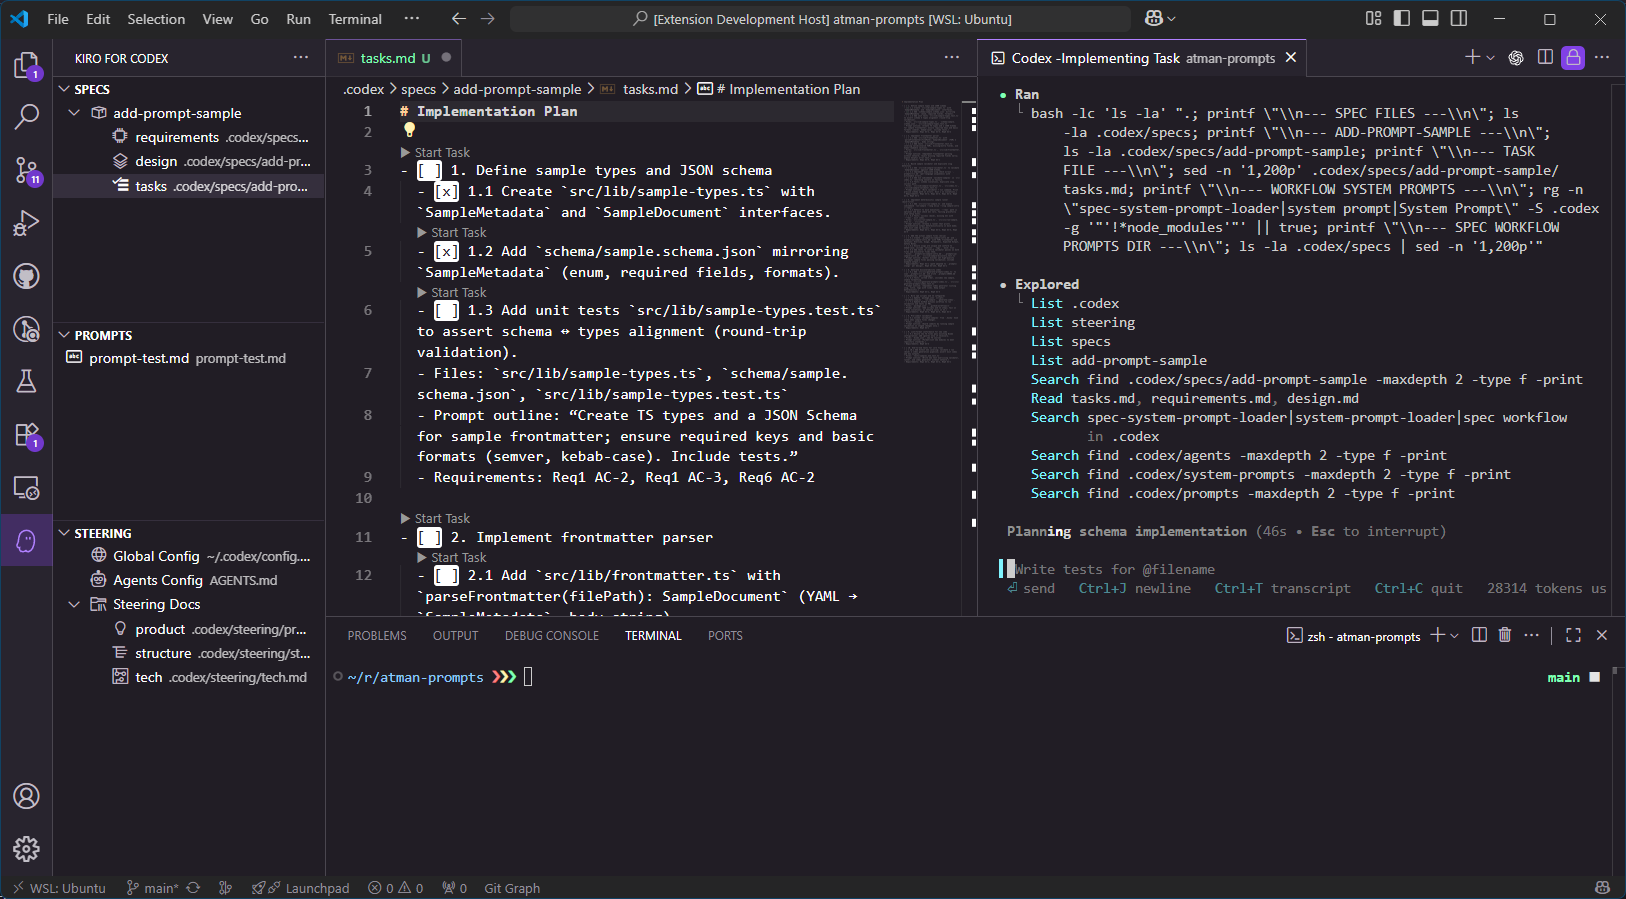 File Edit Selection View Go Run Terminal ···
[Extension Development Host] atman-prompts [WSL: Ubuntu]
KIRO FOR CODEX ···
SPECS
add-prompt-sample
requirements .codex/specs...
design .codex/specs/add-pr...
tasks .codex/specs/add-pro...
PROMPTS
prompt-test.md prompt-test.md
STEERING
Global Config ~/.codex/config....
Agents Config AGENTS.md
Steering Docs
product .codex/steering/pr...
structure .codex/steering/st...
tech .codex/steering/tech.md
1
11
1
tasks.md U
.codex > specs > add-prompt-sample > tasks.md > # Implementation Plan
1 # Implementation Plan
2
Start Task
3 - [ ] 1. Define sample types and JSON schema
4 - [x] 1.1 Create `src/lib/sample-types.ts` with
`SampleMetadata` and `SampleDocument` interfaces.
Start Task
5 - [x] 1.2 Add `schema/sample.schema.json` mirroring
`SampleMetadata` (enum, required fields, formats).
Start Task
6 - [ ] 1.3 Add unit tests `src/lib/sample-types.test.ts`
to assert schema ↔ types alignment (round-trip
validation).
7 - Files: `src/lib/sample-types.ts`, `schema/sample.
schema.json`, `src/lib/sample-types.test.ts`
8 - Prompt outline: “Create TS types and a JSON Schema
for sample frontmatter; ensure required keys and basic
formats (semver, kebab-case). Include tests.”
9 - Requirements: Req1 AC-2, Req1 AC-3, Req6 AC-2
10
Start Task
11 - [ ] 2. Implement frontmatter parser
Start Task
12 - [ ] 2.1 Add `src/lib/frontmatter.ts` with
`parseFrontmatter(filePath): SampleDocument` (YAML →
`SampleMetadata`, body string)
Codex -Implementing Task atman-prompts
• Ran
└ bash -lc 'ls -la' ".; printf \"\\n--- SPEC FILES ---\\n\"; ls
-la .codex/specs; printf \"\\n--- ADD-PROMPT-SAMPLE ---\\n\";
ls -la .codex/specs/add-prompt-sample; printf \"\\n--- TASK
FILE ---\\n\"; sed -n '1,200p' .codex/specs/add-prompt-sample/
tasks.md; printf \"\\n--- WORKFLOW SYSTEM PROMPTS ---\\n\"; rg -n
\"spec-system-prompt-loader|system prompt|System Prompt\" -S .codex
-g '"'!*node_modules'"' || true; printf \"\\n--- SPEC WORKFLOW
PROMPTS DIR ---\\n\"; ls -la .codex/specs | sed -n '1,200p'"
• Explored
└ List .codex
List steering
List specs
List add-prompt-sample
Search find .codex/specs/add-prompt-sample -maxdepth 2 -type f -print
Read tasks.md, requirements.md, design.md
Search spec-system-prompt-loader|system-prompt-loader|spec workflow
in .codex
Search find .codex/agents -maxdepth 2 -type f -print
Search find .codex/system-prompts -maxdepth 2 -type f -print
Search find .codex/prompts -maxdepth 2 -type f -print
Planning schema implementation (46s • Esc to interrupt)
Write tests for @filename
⏎ send Ctrl+J newline Ctrl+T transcript Ctrl+C quit 28314 tokens us
PROBLEMS OUTPUT DEBUG CONSOLE TERMINAL PORTS
zsh - atman-prompts
~/r/atman-prompts ❯❯❯
main
WSL: Ubuntu main* Launchpad 0 0 0 Git Graph